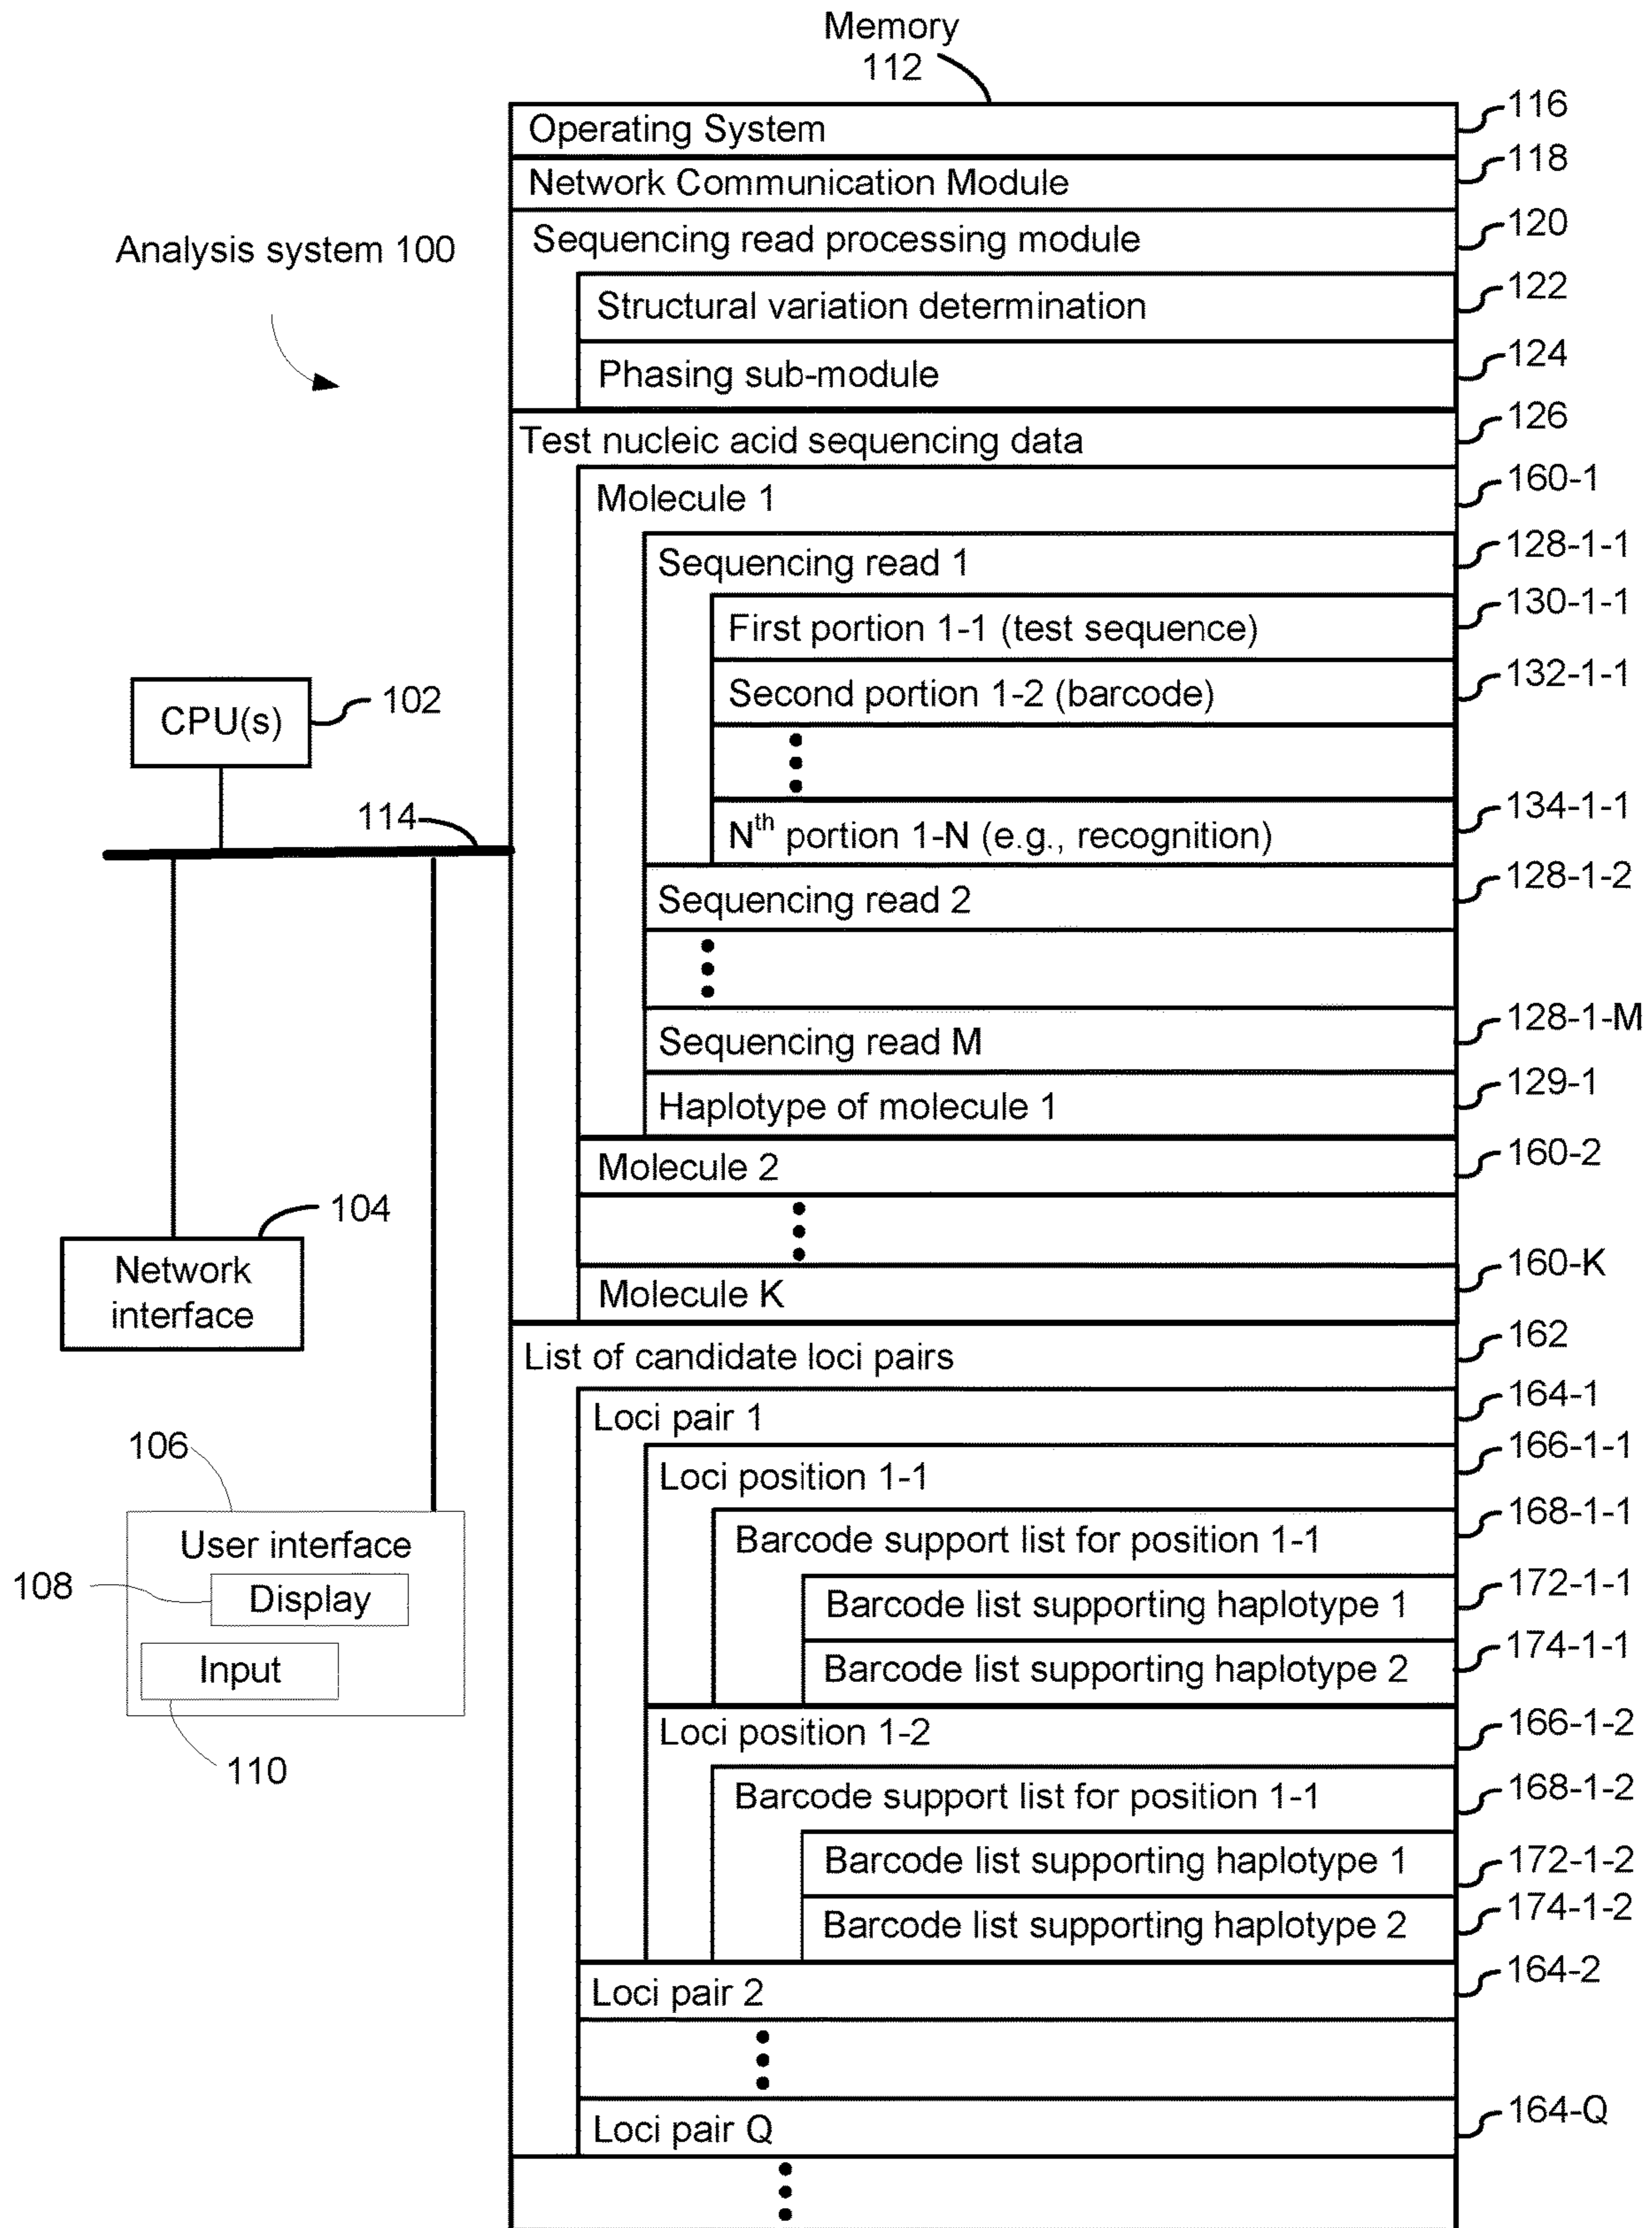 Memory
112
Analysis system 100
Operating System
116
Network Communication Module
118
Sequencing read processing module
120
Structural variation determination
122
Phasing sub-module
124
Test nucleic acid sequencing data
126
Molecule 1
160-1
Sequencing read 1
128-1-1
First portion 1-1 (test sequence)
130-1-1
Second portion 1-2 (barcode)
132-1-1
Nth portion 1-N (e.g., recognition)
134-1-1
Sequencing read 2
128-1-2
Sequencing read M
128-1-M
Haplotype of molecule 1
129-1
Molecule 2
160-2
Molecule K
160-K
List of candidate loci pairs
162
Loci pair 1
164-1
Loci position 1-1
166-1-1
Barcode support list for position 1-1
168-1-1
Barcode list supporting haplotype 1
172-1-1
Barcode list supporting haplotype 2
174-1-1
Loci position 1-2
166-1-2
Barcode support list for position 1-1
168-1-2
Barcode list supporting haplotype 1
172-1-2
Barcode list supporting haplotype 2
174-1-2
Loci pair 2
164-2
Loci pair Q
164-Q
CPU(s)
102
114
104
Network
interface
106
User interface
108
Display
Input
110